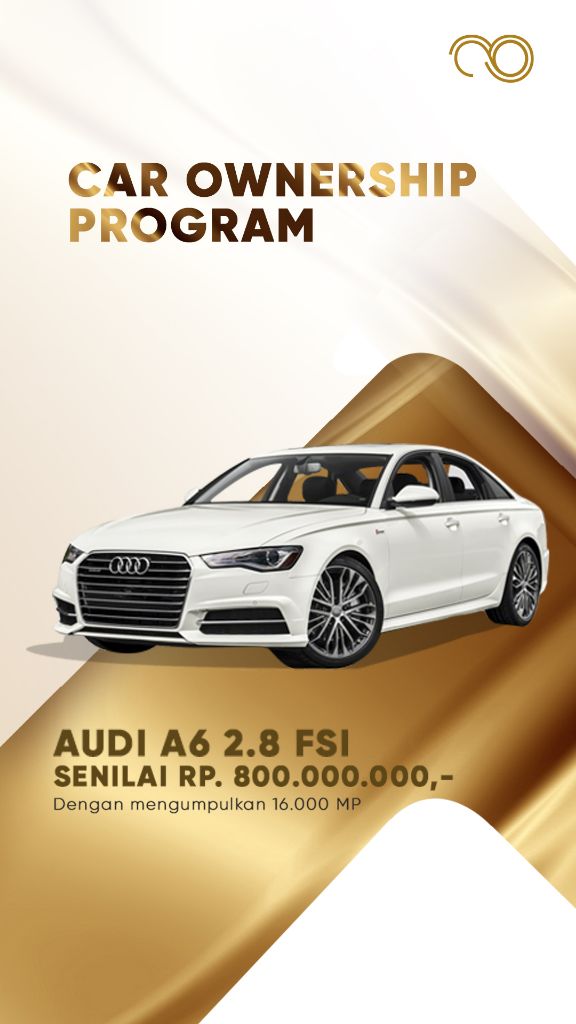 CAR OWNERSHIP
PROGRAM
AUDI A6 2.8 FSI
SENILAI RP. 800.000.000,-
Dengan mengumpulkan 16.000 MP